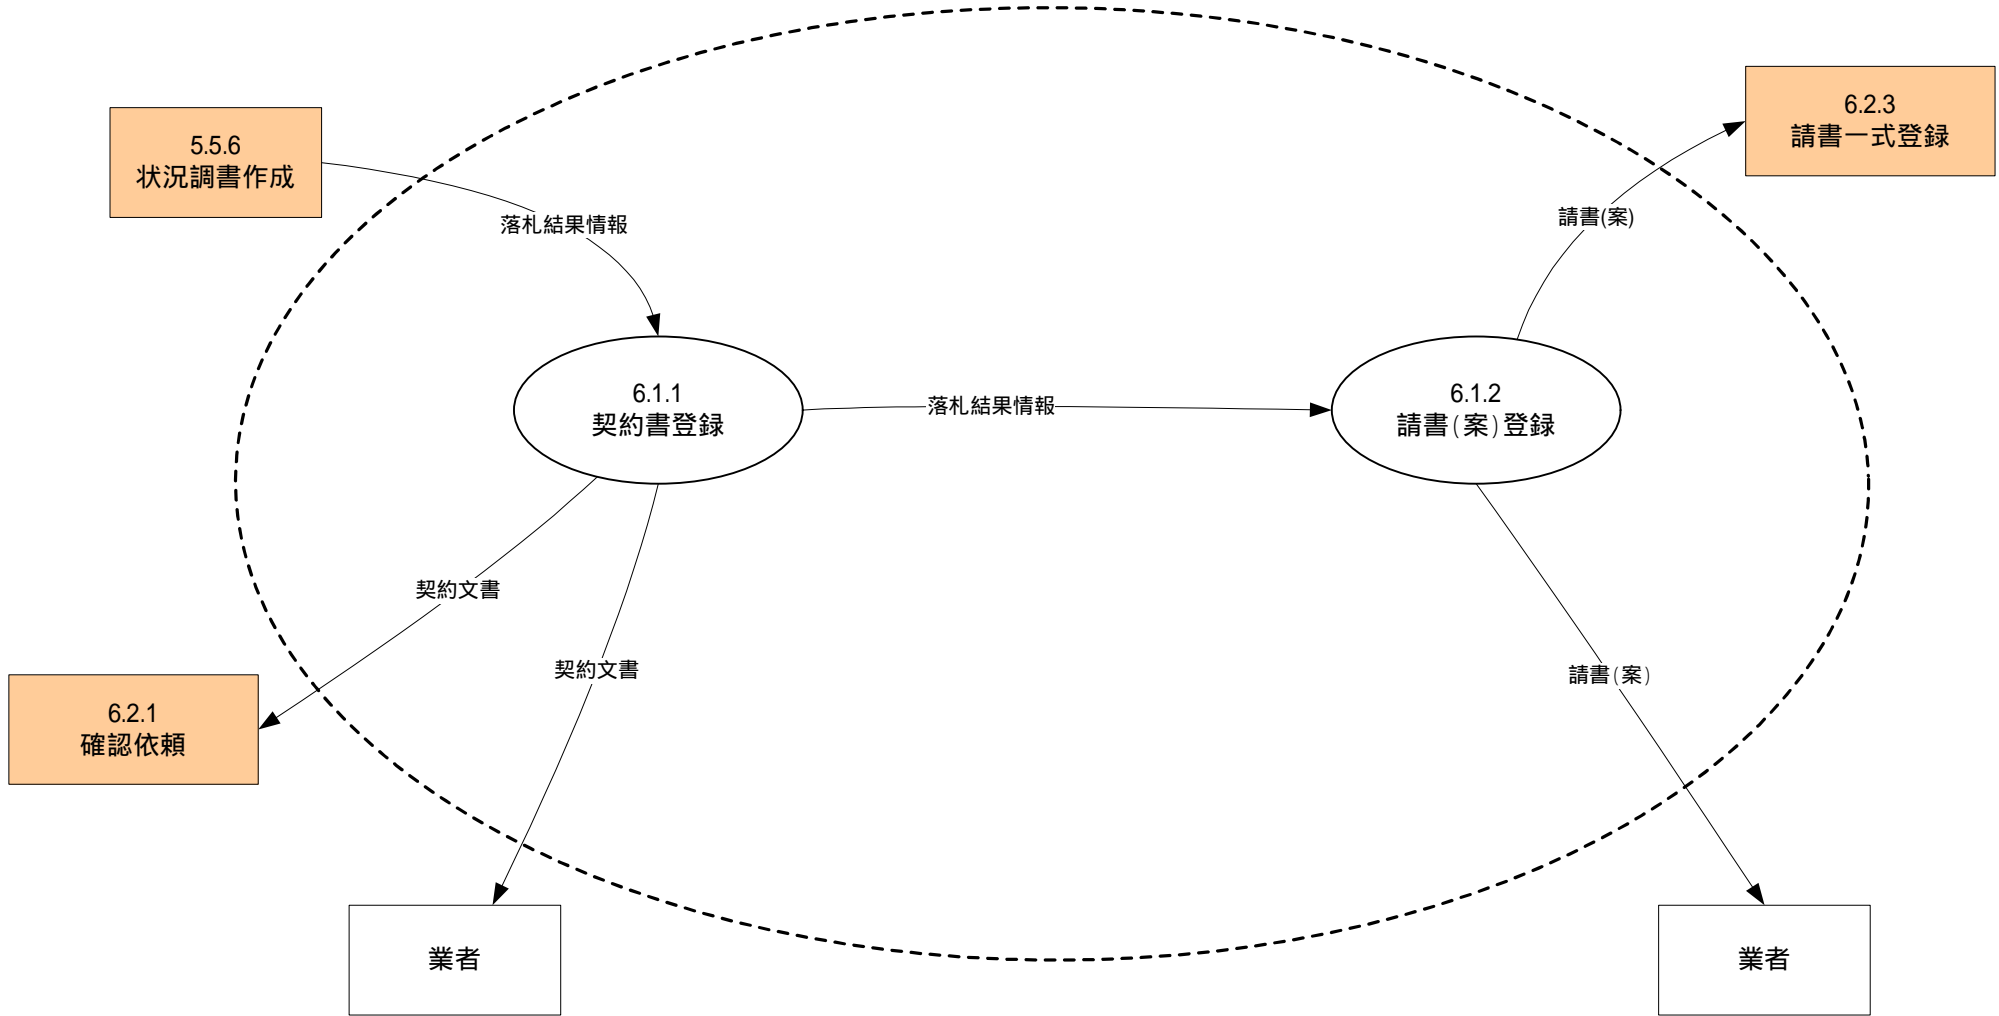 6.2.3
請書一式登録
5.5.6
状況調書作成
請書(案)
落札結果情報
6.1.1
契約書登録
落札結果情報
6.1.2
請書(案)登録
契約文書
契約文書
請書(案)
6.2.1
確認依頼
業者
業者